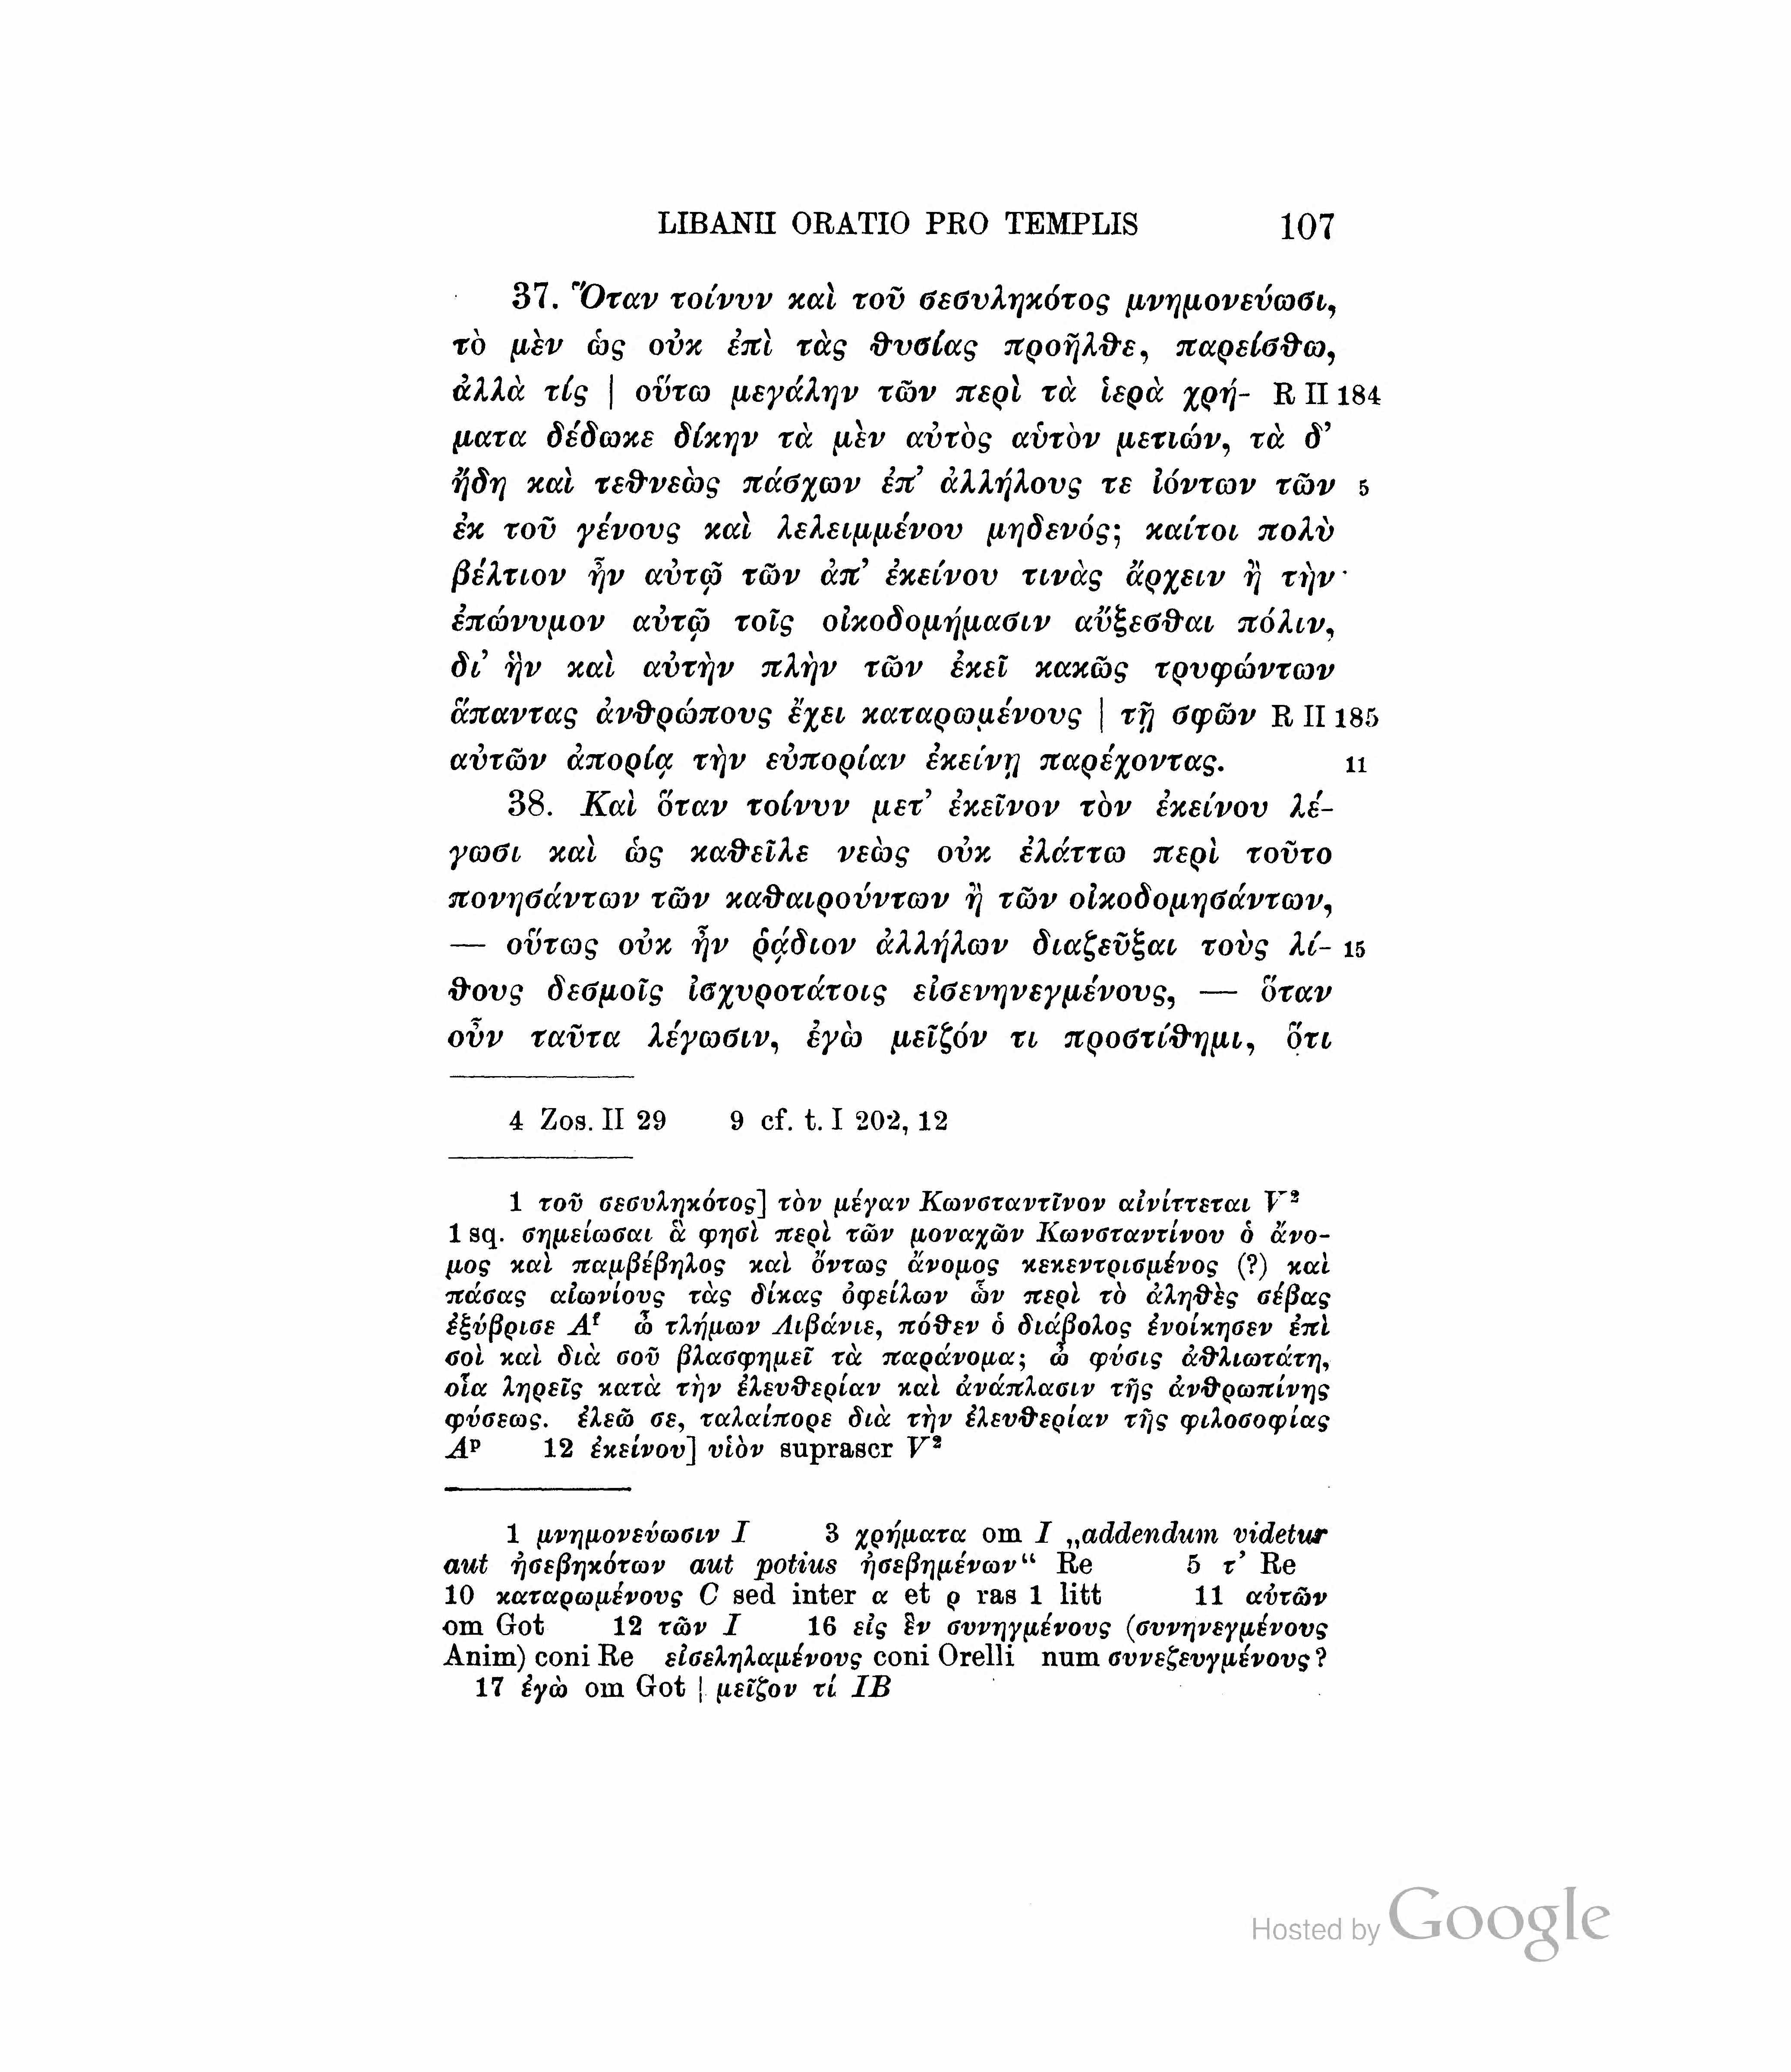 LIBANII ORATIO PRO TEMPLIS 107
37. Ὅταν τοίνυν καὶ τοῦ σεσυληκότος μνημονεύωσι,
τὸ μὲν ὡς οὐκ ἐπὶ τὰς θυσίας προῆλθε, παρείσθω,
ἀλλὰ τίς | οὕτω μεγάλην τῶν περὶ τὰ ἱερὰ χρή- R II 184
ματα δέδωκε δίκην τὰ μὲν αὐτὸς αὑτὸν μετιών, τὰ δ’
ἤδη καὶ τεθνεὼς πάσχων ἐπ’ ἀλλήλους τε ἰόντων τῶν 5
ἐκ τοῦ γένους καὶ λελειμμένου μηδενός; καίτοι πολὺ
βέλτιον ἦν αὐτῷ τῶν ἀπ’ ἐκείνου τινὰς ἄρχειν ἢ τὴν
ἐπώνυμον αὐτῷ τοῖς οἰκοδομήμασιν αὔξεσθαι πόλιν,
δι’ ἣν καὶ αὐτὴν πλὴν τῶν ἐκεῖ κακῶς τρυφώντων
ἅπαντας ἀνθρώπους ἔχει καταρωμένους | τῇ σφῶν R II 185
αὐτῶν ἀπορίᾳ τὴν εὐπορίαν ἐκείνῃ παρέχοντας. 11
38. Καὶ ὅταν τοίνυν μετ’ ἐκεῖνον τὸν ἐκείνου λέ-
γωσι καὶ ὡς καθεῖλε νεὼς οὐκ ἐλάττω περὶ τοῦτο
πονησάντων τῶν καθαιρούντων ἢ τῶν οἰκοδομησάντων,
— οὕτως οὐκ ἦν ῥᾴδιον ἀλλήλων διαζεῦξαι τοὺς λί- 15
θους δεσμοῖς ἰσχυροτάτοις εἰσενηνεγμένους, — ὅταν
οὖν ταῦτα λέγωσιν, ἐγὼ μεῖζόν τι προστίθημι, ὅτι
4 Zos. II 29 9 cf. t. I 202, 12
1 τοῦ σεσυληκότος] τὸν μέγαν Κωνσταντῖνον αἰνίττεται V²
1 sq. σημείωσαι ἃ φησὶ περὶ τῶν μοναχῶν Κωνσταντίνου ὁ ἄνο-
μος καὶ παμβέβηλος καὶ ὄντως ἄνομος κεκεντρισμένος (?) καὶ
πάσας αἰωνίους τὰς δίκας ὀφείλων ὧν περὶ τὸ ἀληθὲς σέβας
ἐξύβρισε Aᶠ ὦ τλήμων Λιβάνιε, πόθεν ὁ διάβολος ἐνοίκησεν ἐπὶ
σοὶ καὶ διὰ σοῦ βλασφημεῖ τὰ παράνομα; ὦ φύσις ἀθλιωτάτη,
οἷα ληρεῖς κατὰ τὴν ἐλευθερίαν καὶ ἀνάπλασιν τῆς ἀνθρωπίνης
φύσεως. ἐλεῶ σε, ταλαίπορε διὰ τὴν ἐλευθερίαν τῆς φιλοσοφίας
Aᵖ 12 ἐκείνου] υἱὸν suprascr V²
1 μνημονεύωσιν I 3 χρήματα om I „addendum videtur
aut ἠσεβηκότων aut potius ἠσεβημένων“ Re 5 τ’ Re
10 καταρωμένους C sed inter α et ρ ras 1 litt 11 αὐτῶν
om Got 12 τῶν I 16 εἰς ἓν συνηγμένους (συνηνεγμένους
Anim) coni Re εἰσεληλαμένους coni Orelli num συνεζευγμένους?
17 ἐγὼ om Got | μεῖζον τί IB
Hosted by Google